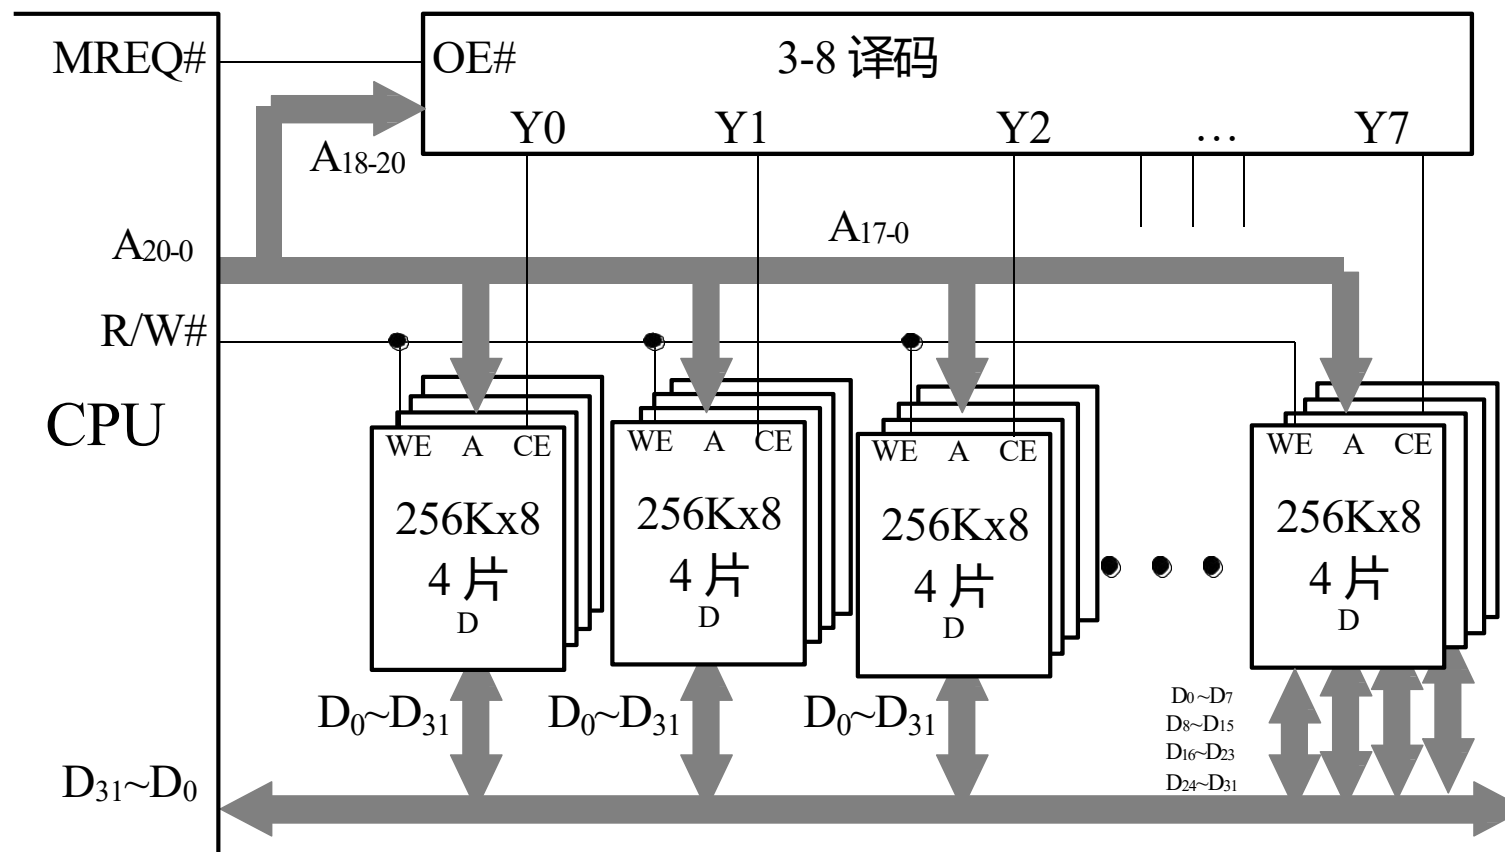 MREQ# OE# 3-8 译码
Y0 Y1 Y2 … Y7
A18-20
A20-0 A17-0
R/W#
CPU
WE A CE WE A CE WE A CE WE A CE
256Kx8 256Kx8 256Kx8 256Kx8
4 片 4 片 4 片 4 片
D D D
D0~D31 D0~D31 D0~D31
D0~D7
D8~D15
D16~D23
D24~D31
D31~D0